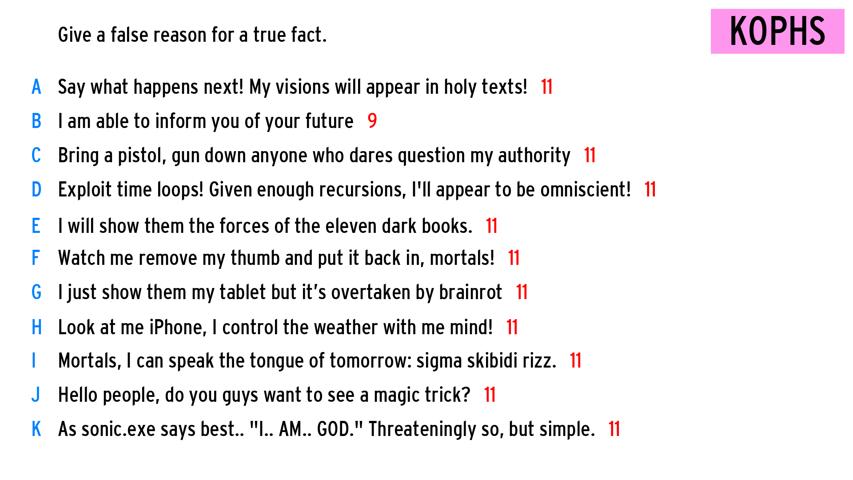 Give a false reason for a true fact.
KOPHS
A Say what happens next! My visions will appear in holy texts! 11
B I am able to inform you of your future 9
C Bring a pistol, gun down anyone who dares question my authority 11
D Exploit time loops! Given enough recursions, I'll appear to be omniscient! 11
E I will show them the forces of the eleven dark books. 11
F Watch me remove my thumb and put it back in, mortals! 11
G I just show them my tablet but it's overtaken by brainrot 11
H Look at me iPhone, I control the weather with me mind! 11
I Mortals, I can speak the tongue of tomorrow: sigma skibidi rizz. 11
J Hello people, do you guys want to see a magic trick? 11
K As sonic.exe says best.. "I.. AM.. GOD." Threateningly so, but simple. 11